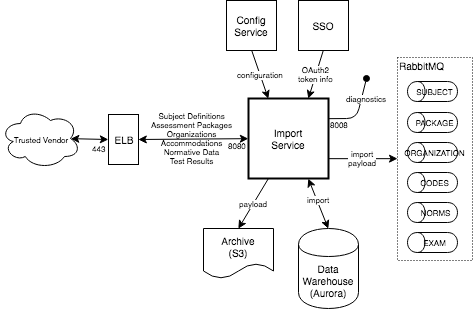 Config
Service
SSO
configuration
OAuth2
token info
RabbitMQ
diagnostics
SUBJECT
Subject Definitions
Assessment Packages
Organizations
Accommodations
Normative Data
Test Results
Trusted Vendor
443
ELB
8080
Import
Service
8008
PACKAGE
import
payload
ORGANIZATION
CODES
payload
import
NORMS
Archive
(S3)
Data
Warehouse
(Aurora)
EXAM